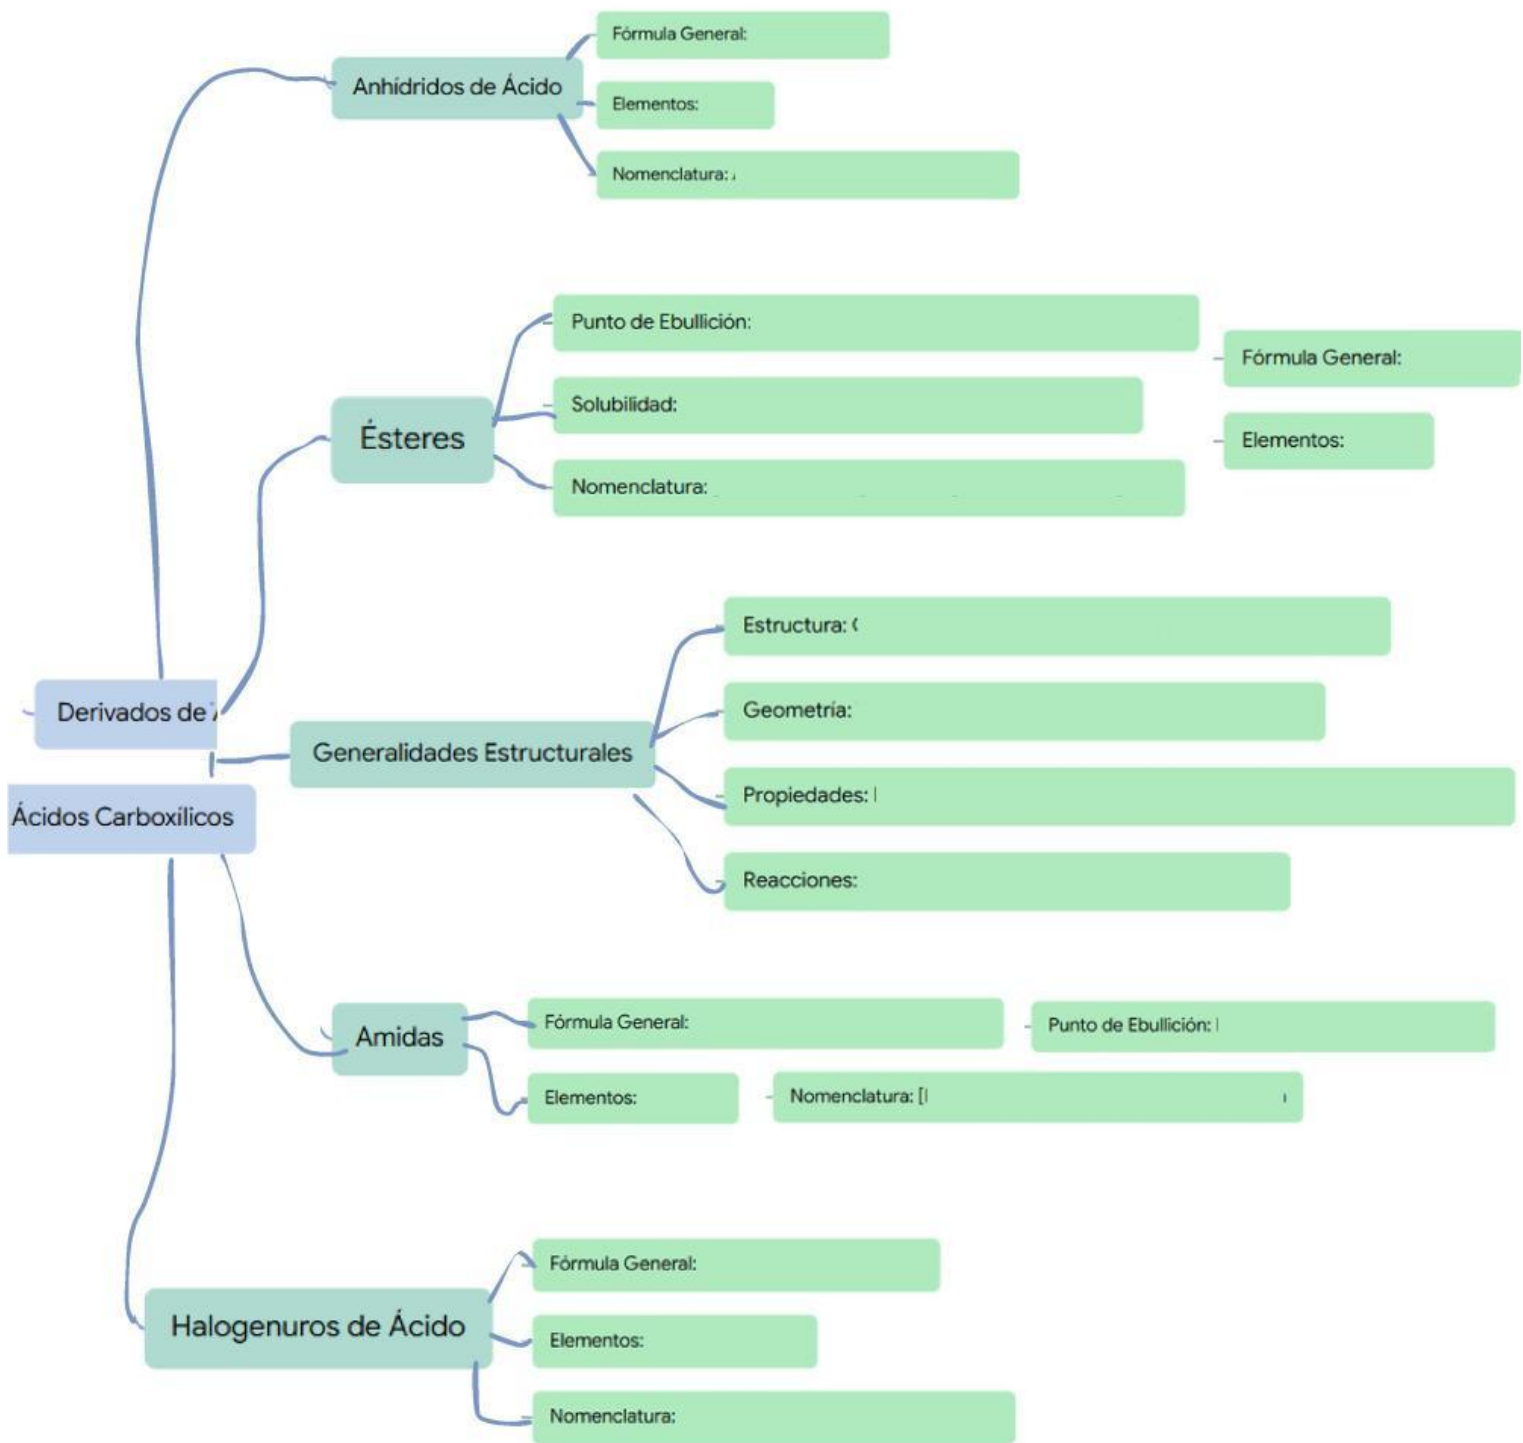 Fórmula General:
Anhídridos de Ácido
Elementos:
Nomenclatura:
Punto de Ebullición:
Fórmula General:
Solubilidad:
Ésteres
Elementos:
Nomenclatura:
Estructura:
Derivados de
Geometría:
Generalidades Estructurales
Propiedades:
Ácidos Carboxílicos
Reacciones:
Fórmula General:
Punto de Ebullición:
Amidas
Elementos:
Nomenclatura: [
Fórmula General:
Halogenuros de Ácido
Elementos:
Nomenclatura: